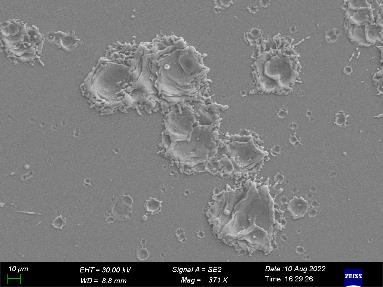 10 µm
EHT = 30.00 kV
Signal A = SE2
Date: 10 Aug 2022
WD = 8.8 mm
Mag = 371 X
Time: 16:29:26
ZEISS